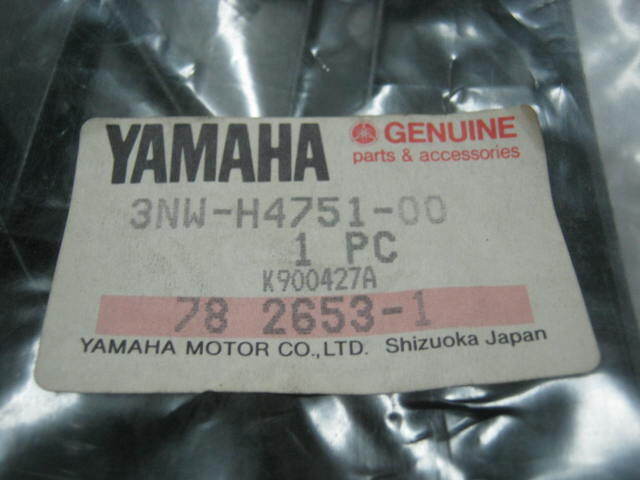 YAMAHA
GENUINE
parts & accessories
3NW-H4751-00
1 PC
K900427A
78 2653-1
YAMAHA MOTOR CO.,LTD. Shizuoka Japan